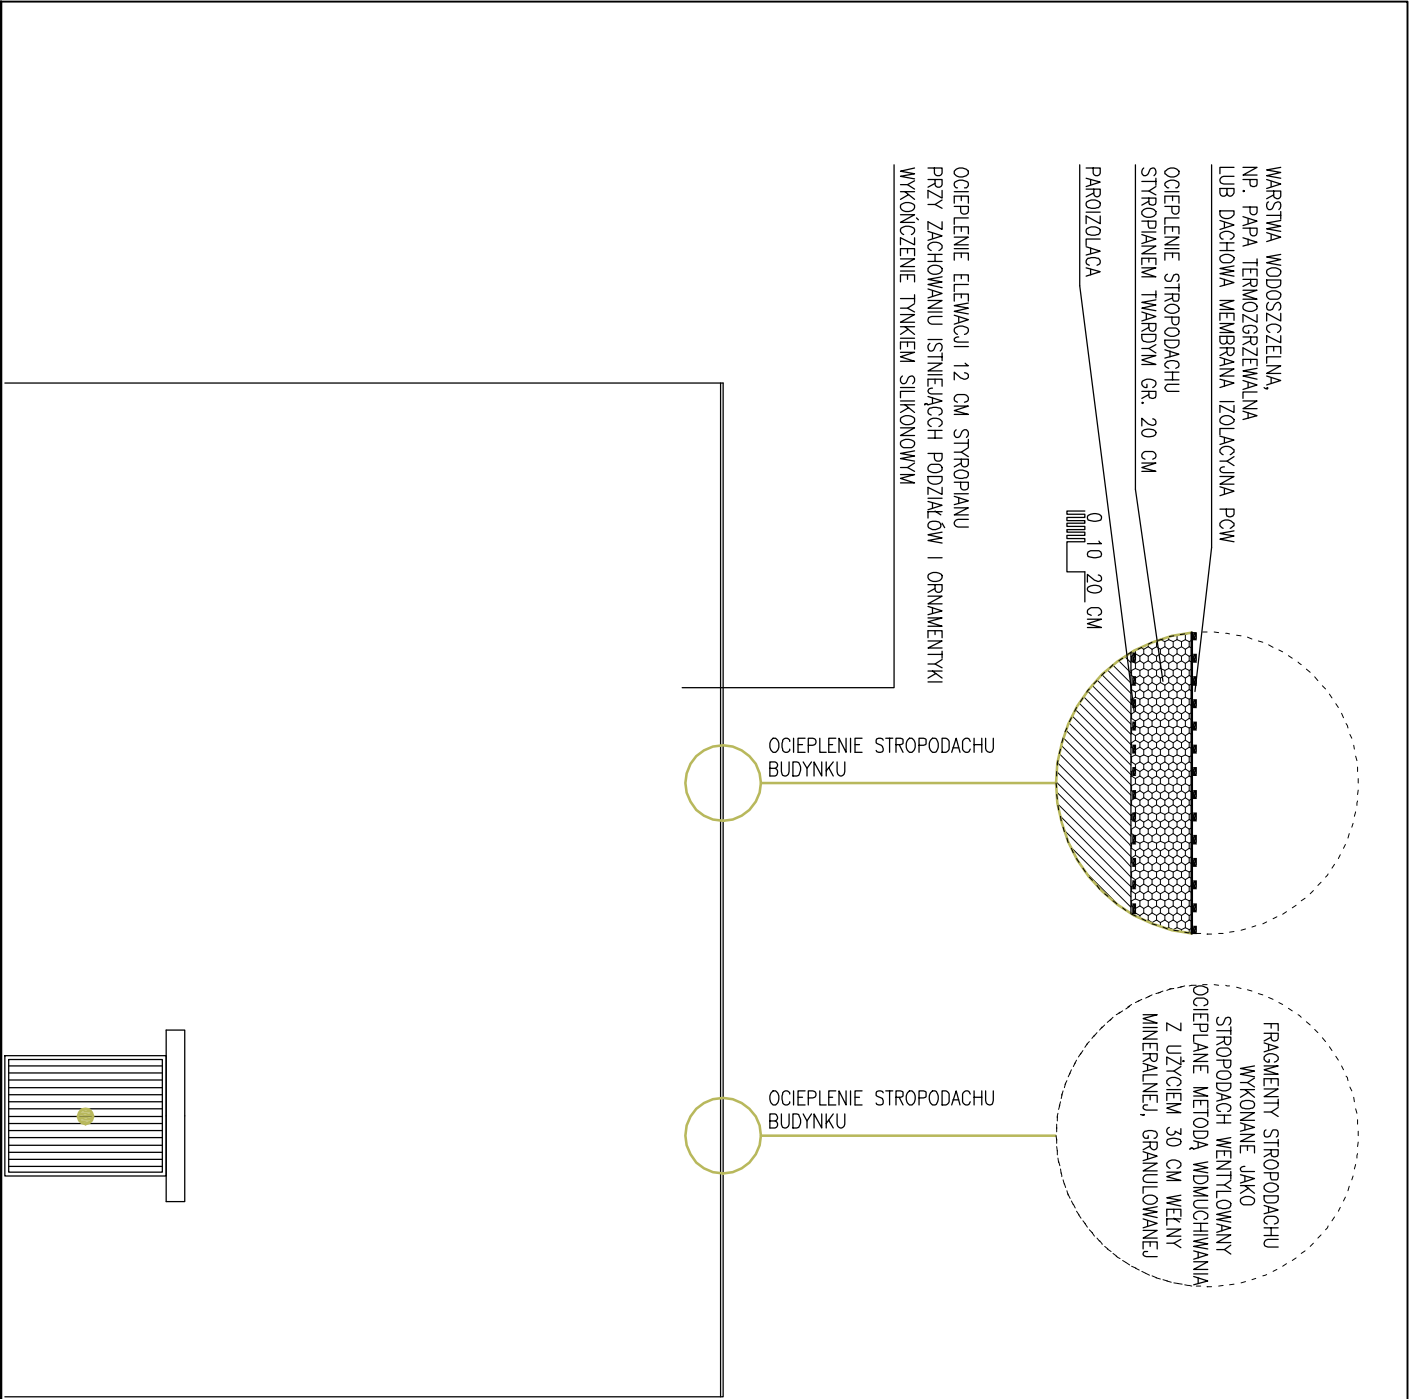 WARSTWA WODOSZCZELNA,
NP. PAPA TERMOZGRZEWALNA
LUB DACHOWA MEMBRANA IZOLACYJNA PCW
OCIEPLENIE STROPODACHU
STYROPIANEM TWARDYM GR. 20 CM
PAROIZOLACA
0 10 20 CM
OCIEPLENIE ELEWACJI 12 CM STYROPIANU
PRZY ZACHOWANIU ISTNIEJĄCCH PODZIAŁÓW I ORNAMENTYKI
WYKOŃCZENIE TYNKIEM SILIKONOWYM
OCIEPLENIE STROPODACHU
BUDYNKU
FRAGMENTY STROPODACHU
WYKONANE JAKO
STROPODACH WENTYLOWANY
OCIEPLANE METODĄ WDMUCHIWANIA
Z UŻYCIEM 30 CM WEŁNY
MINERALNEJ, GRANULOWANEJ
OCIEPLENIE STROPODACHU
BUDYNKU